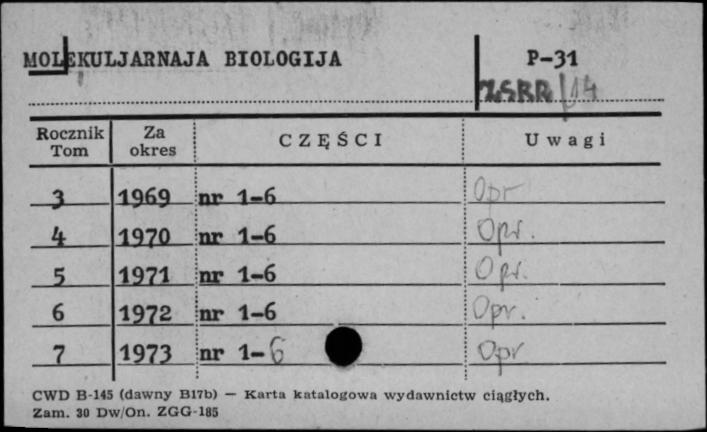 MOLEKULJARNAJA BIOLOGIJA P-31
ZSRR/14
Rocznik Tom Za okres CZĘŚCI Uwagi
3 1969 nr 1-6 Opr
4 1970 nr 1-6 Opr.
5 1971 nr 1-6 Opr.
6 1972 nr 1-6 Opr.
7 1973 nr 1-6 Opr
CWD B-145 (dawny B17b) — Karta katalogowa wydawnictw ciągłych.
Zam. 30 Dw/On. ZGG-185